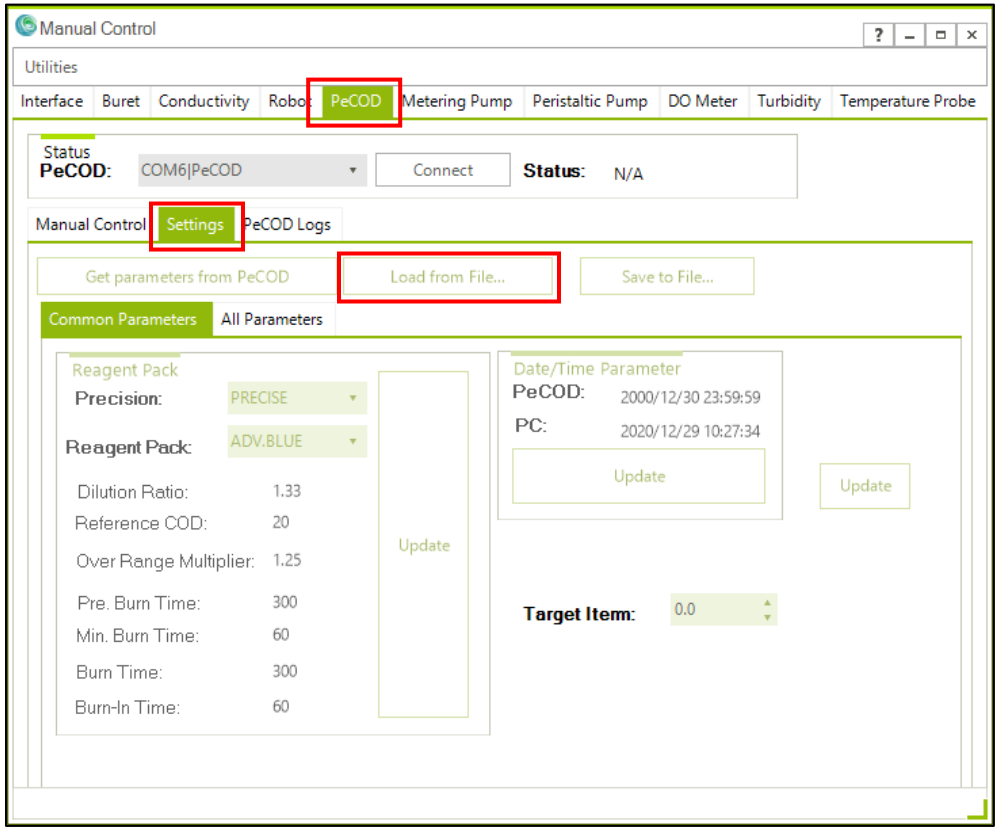 Manual Control
?
Utilities
Interface Buret Conductivity Robot PeCOD Metering Pump Peristaltic Pump DO Meter Turbidity Temperature Probe
Status
PeCOD: COM6|PeCOD Connect Status: N/A
Manual Control Settings PeCOD Logs
Get parameters from PeCOD Load from File... Save to File...
Common Parameters All Parameters
Reagent Pack
Precision: PRECISE
Reagent Pack: ADV.BLUE
Dilution Ratio: 1.33
Reference COD: 20
Over Range Multiplier: 1.25
Pre. Burn Time: 300
Min. Burn Time: 60
Burn Time: 300
Burn-In Time: 60
Update
Date/Time Parameter
PeCOD: 2000/12/30 23:59:59
PC: 2020/12/29 10:27:34
Update
Update
Target Iterm: 0.0